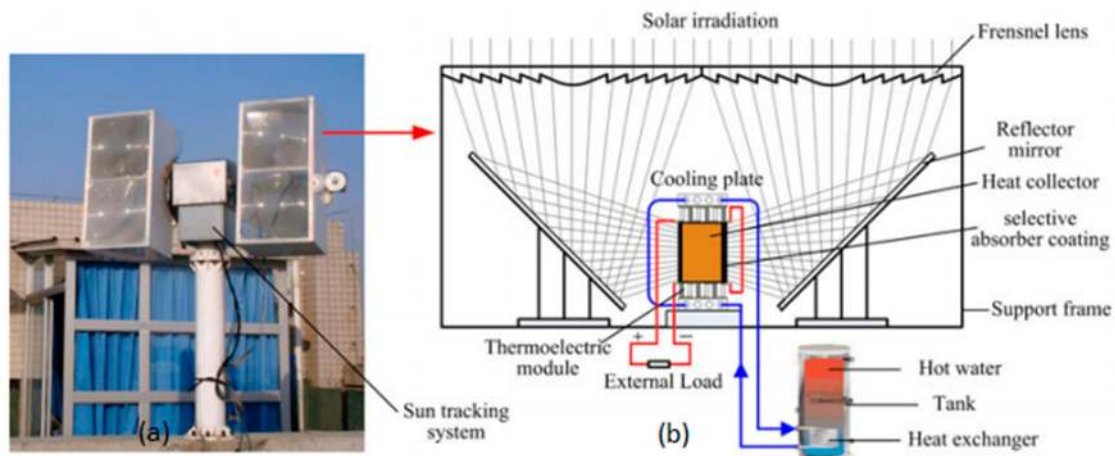 Solar irradiation
Frensnel lens
Reflector
mirror
Cooling plate
Heat collector
selective
absorber coating
Support frame
+
−
Thermoelectric
module
External Load
Hot water
Tank
Heat exchanger
Sun tracking
system
(a)
(b)